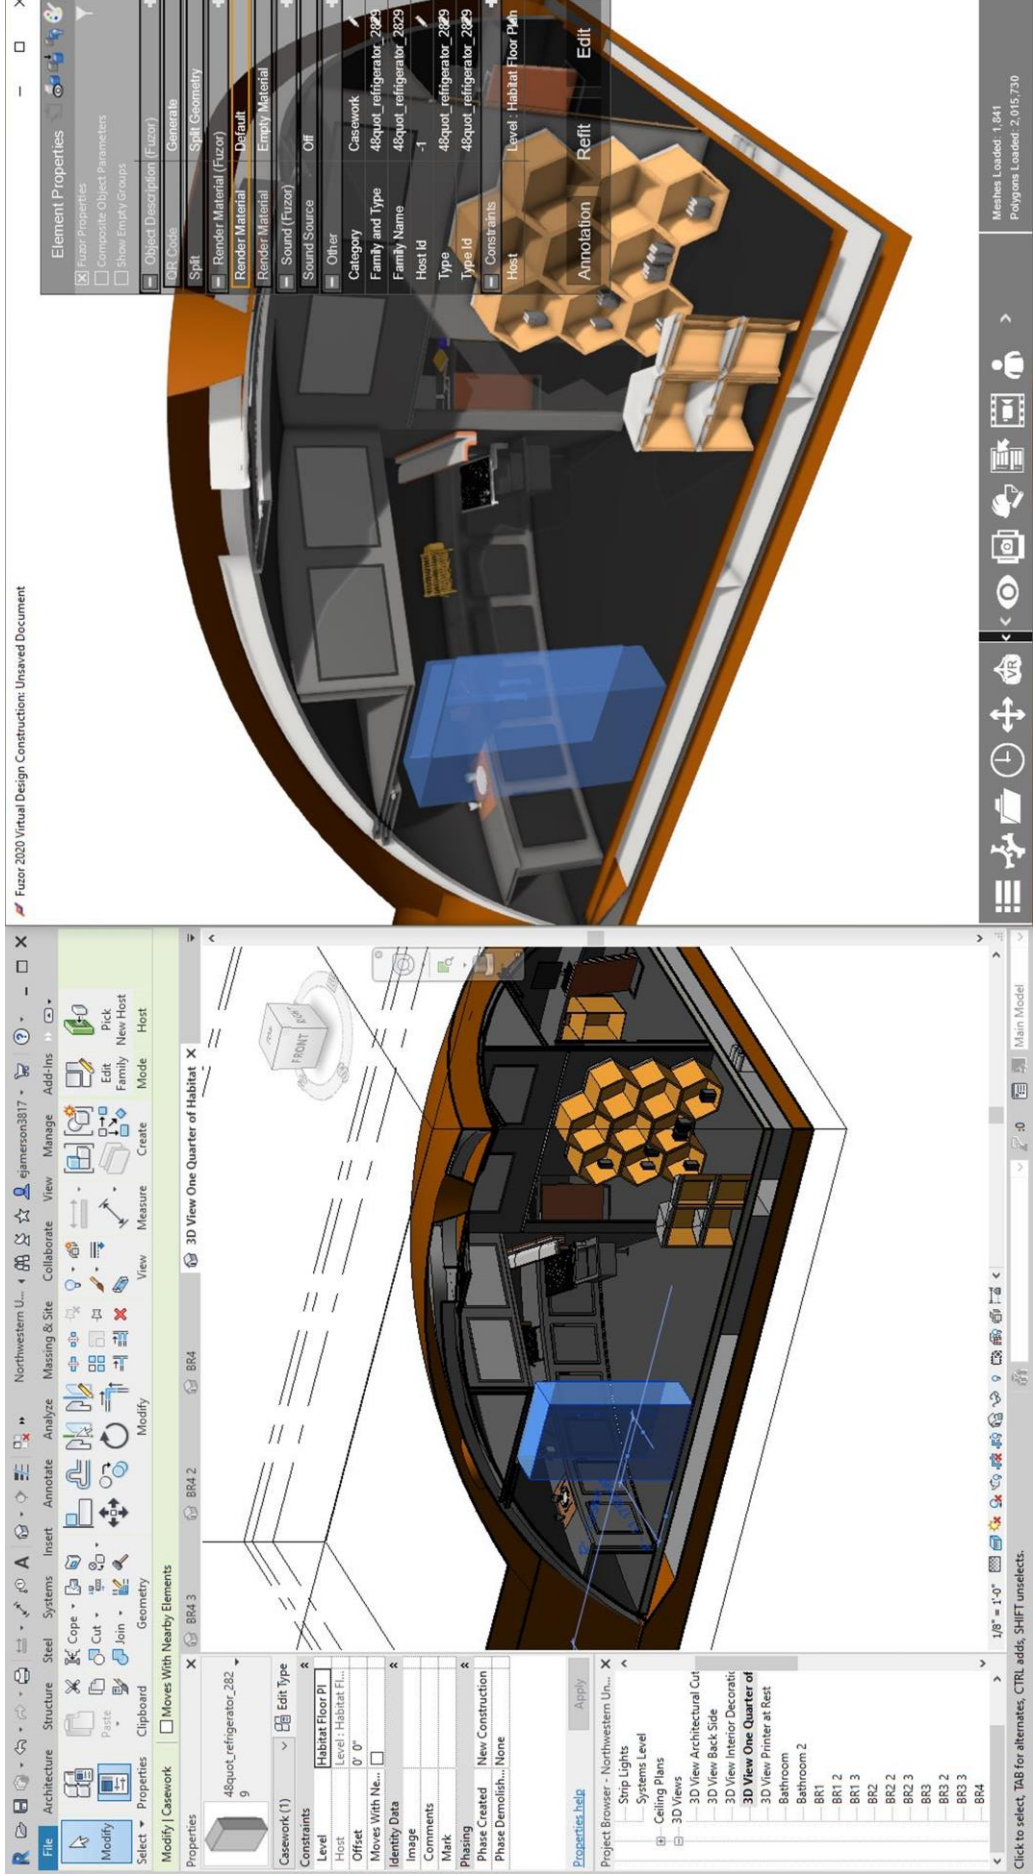 Northwestern U...
ejamerson3817
File
Architecture
Structure
Steel
Systems
Insert
Annotate
Analyze
Massing & Site
Collaborate
View
Manage
Add-Ins
Modify
Paste
Cope
Cut
Join
Pick
New Host
Edit
Family
Select
Properties
Clipboard
Geometry
Modify
View
Measure
Create
Mode
Host
Modify | Casework
Moves With Nearby Elements
Properties
48quot_refrigerator_282
9
Casework (1)
Edit Type
Constraints
Level Habitat Floor Pl
Host Level : Habitat Fl...
Offset 0' 0"
Moves With Ne...
Identity Data
Image
Comments
Mark
Phasing
Phase Created New Construction
Phase Demolish... None
Properties help
Apply
Project Browser - Northwestern Un...
Strip Lights
Systems Level
Ceiling Plans
3D Views
3D View Architectural Cut
3D View Back Side
3D View Interior Decoratic
3D View One Quarter of
3D View Printer at Rest
Bathroom
Bathroom 2
BR1
BR1 2
BR1 3
BR2
BR2 2
BR2 3
BR3
BR3 2
BR3 3
BR4
BR4 3
BR4 2
BR4
3D View One Quarter of Habitat
FRONT
1/8" = 1'-0"
Click to select, TAB for alternates, CTRL adds, SHIFT unselects.
:0
Main Model
Fuzor 2020 Virtual Design Construction: Unsaved Document
Element Properties
Fuzor Properties
Composite Object Parameters
Show Empty Groups
Object Description (Fuzor)
QR Code Generate
Split Split Geometry
Render Material (Fuzor)
Render Material Default
Render Material Empty Material
Sound (Fuzor)
Sound Source Off
Other
Category Casework
Family and Type 48quot_refrigerator_2829
Family Name 48quot_refrigerator_2829
Host Id -1
Type 48quot_refrigerator_2829
Type Id 48quot_refrigerator_2829
Constraints
Host Level : Habitat Floor Plan
Annotation
Refit
Edit
VR
Meshes Loaded: 1,841
Polygons Loaded: 2,015,730